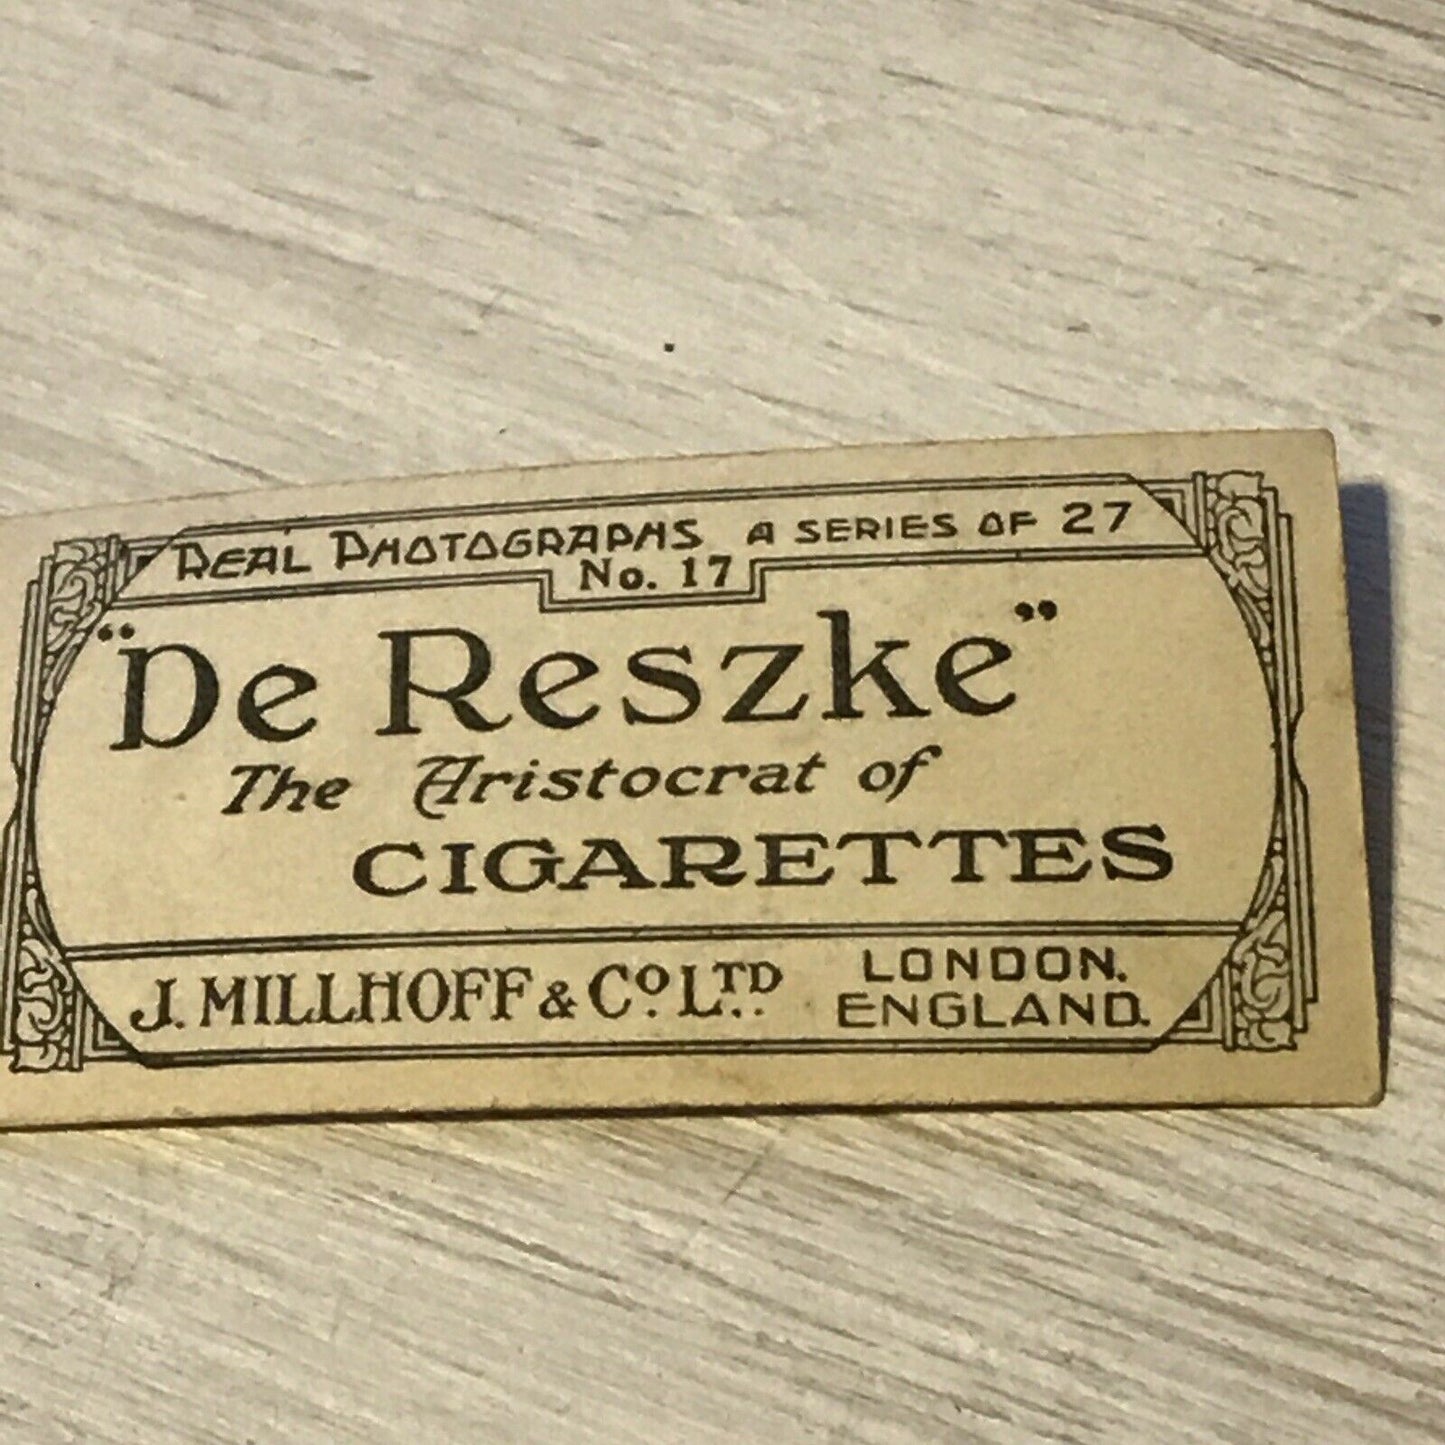 REAL PHOTOGRAPHS A SERIES OF 27
No. 17
"De Reszke"
The Aristocrat of
CIGARETTES
J. MILLHOFF & Co. LTD. LONDON.
ENGLAND.